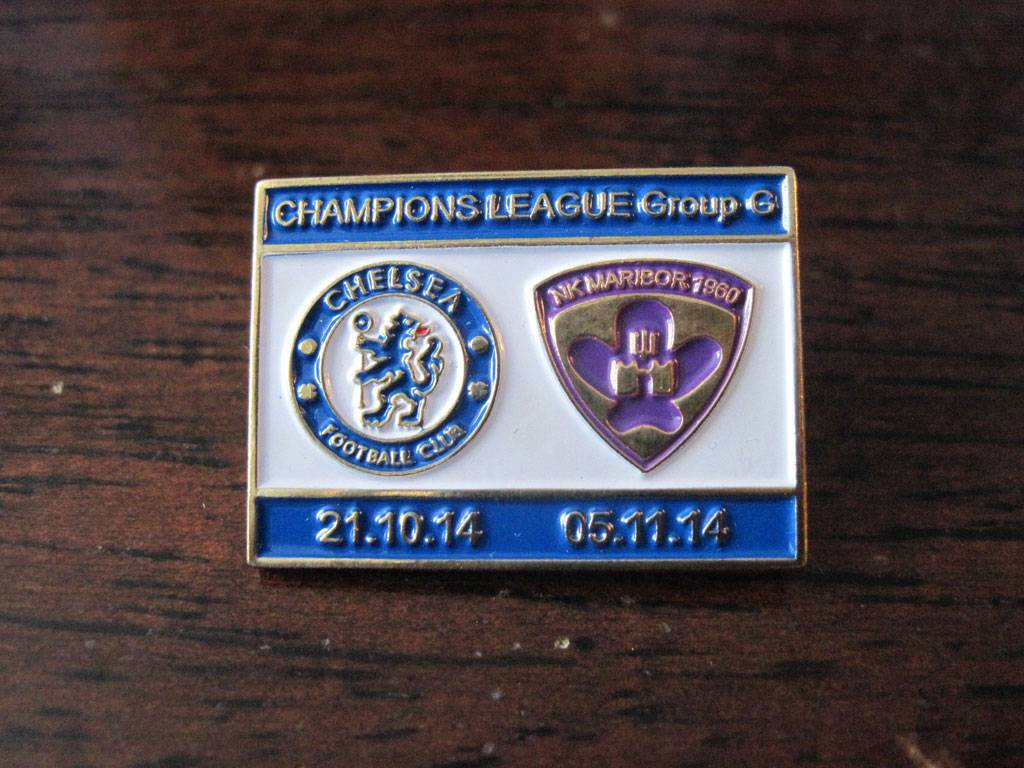 CHAMPIONS LEAGUE Group G
CHELSEA
FOOTBALL CLUB
NK MARIBOR 1960
21.10.14 05.11.14